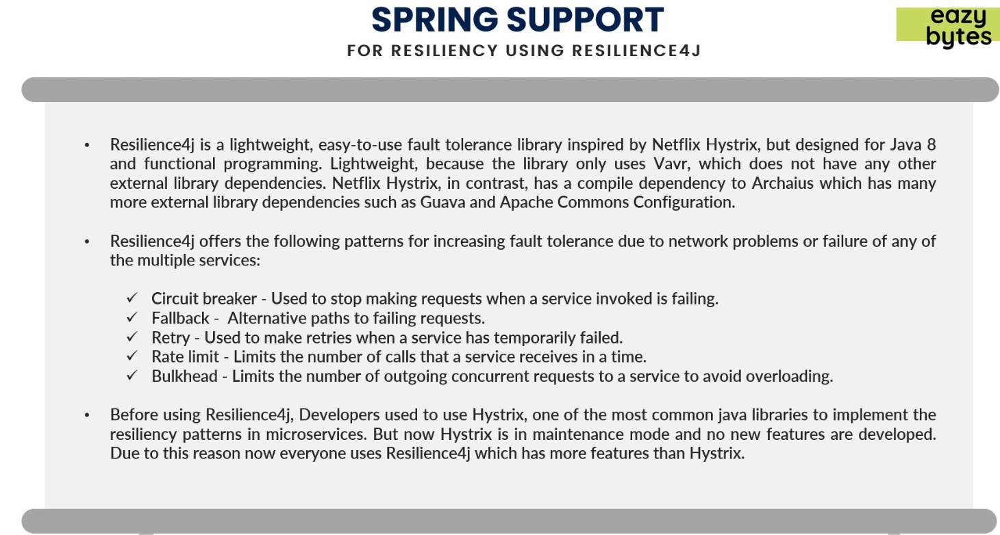 SPRING SUPPORT
eazy
bytes
FOR RESILIENCY USING RESILIENCE4J
• Resilience4j is a lightweight, easy-to-use fault tolerance library inspired by Netflix Hystrix, but designed for Java 8
and functional programming. Lightweight, because the library only uses Vavr, which does not have any other
external library dependencies. Netflix Hystrix, in contrast, has a compile dependency to Archaius which has many
more external library dependencies such as Guava and Apache Commons Configuration.
• Resilience4j offers the following patterns for increasing fault tolerance due to network problems or failure of any of
the multiple services:
✓ Circuit breaker - Used to stop making requests when a service invoked is failing.
✓ Fallback - Alternative paths to failing requests.
✓ Retry - Used to make retries when a service has temporarily failed.
✓ Rate limit - Limits the number of calls that a service receives in a time.
✓ Bulkhead - Limits the number of outgoing concurrent requests to a service to avoid overloading.
• Before using Resilience4j, Developers used to use Hystrix, one of the most common java libraries to implement the
resiliency patterns in microservices. But now Hystrix is in maintenance mode and no new features are developed.
Due to this reason now everyone uses Resilience4j which has more features than Hystrix.